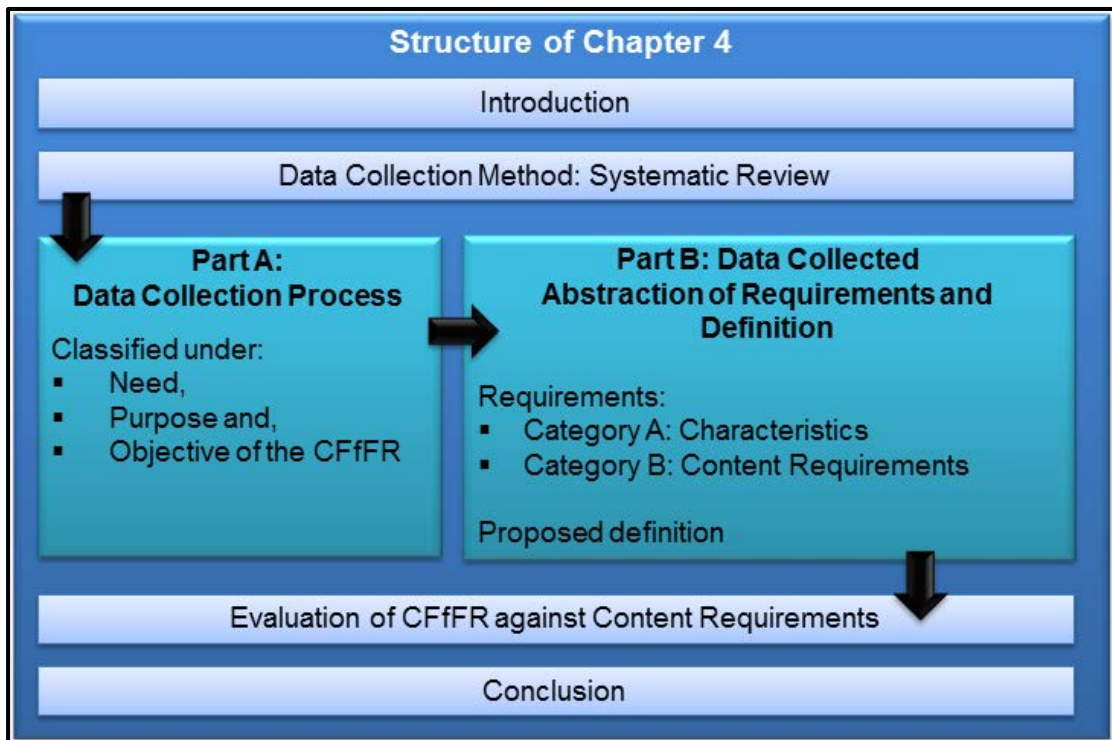 Structure of Chapter 4
Introduction
Data Collection Method: Systematic Review
Part A:
Data Collection Process
Classified under:
▪ Need,
▪ Purpose and,
▪ Objective of the CFfFR
Part B: Data Collected
Abstraction of Requirements and
Definition
Requirements:
▪ Category A: Characteristics
▪ Category B: Content Requirements
Proposed definition
Evaluation of CFfFR against Content Requirements
Conclusion